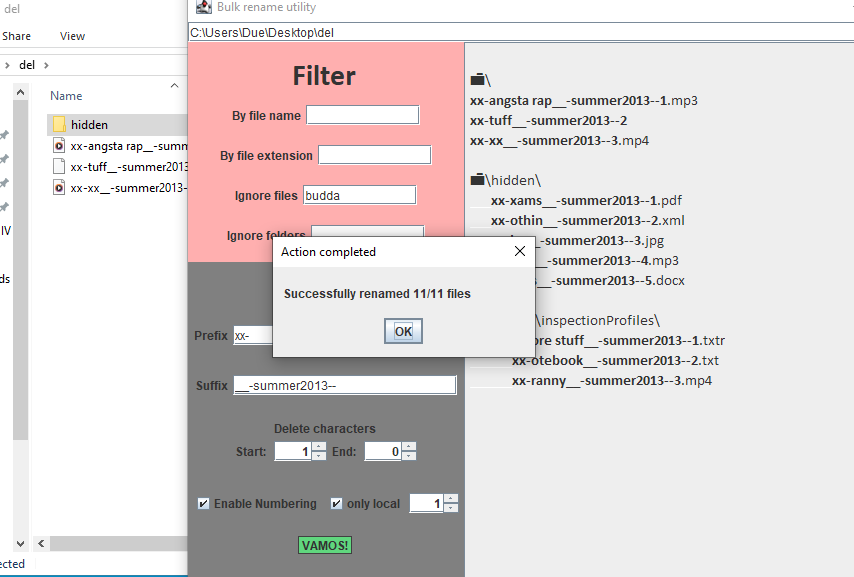 del
Share View
del
Name
hidden
xx-angsta rap__-summ
xx-tuff__-summer2013
xx-xx__-summer2013-
IV
ds
ected
Bulk rename utility
C:\Users\Due\Desktop\del
Filter
By file name
By file extension
Ignore files budda
Ignore folders
Prefix xx-
Suffix __-summer2013--
Delete characters
Start: 1 End: 0
Enable Numbering only local 1
VAMOS!
\
xx-angsta rap__-summer2013--1.mp3
xx-tuff__-summer2013--2
xx-xx__-summer2013--3.mp4
\hidden\
xx-xams__-summer2013--1.pdf
xx-othin__-summer2013--2.xml
__-summer2013--3.jpg
__-summer2013--4.mp3
s__-summer2013--5.docx
\inspectionProfiles\
ore stuff__-summer2013--1.txtr
xx-otebook__-summer2013--2.txt
xx-ranny__-summer2013--3.mp4
Action completed
Successfully renamed 11/11 files
OK